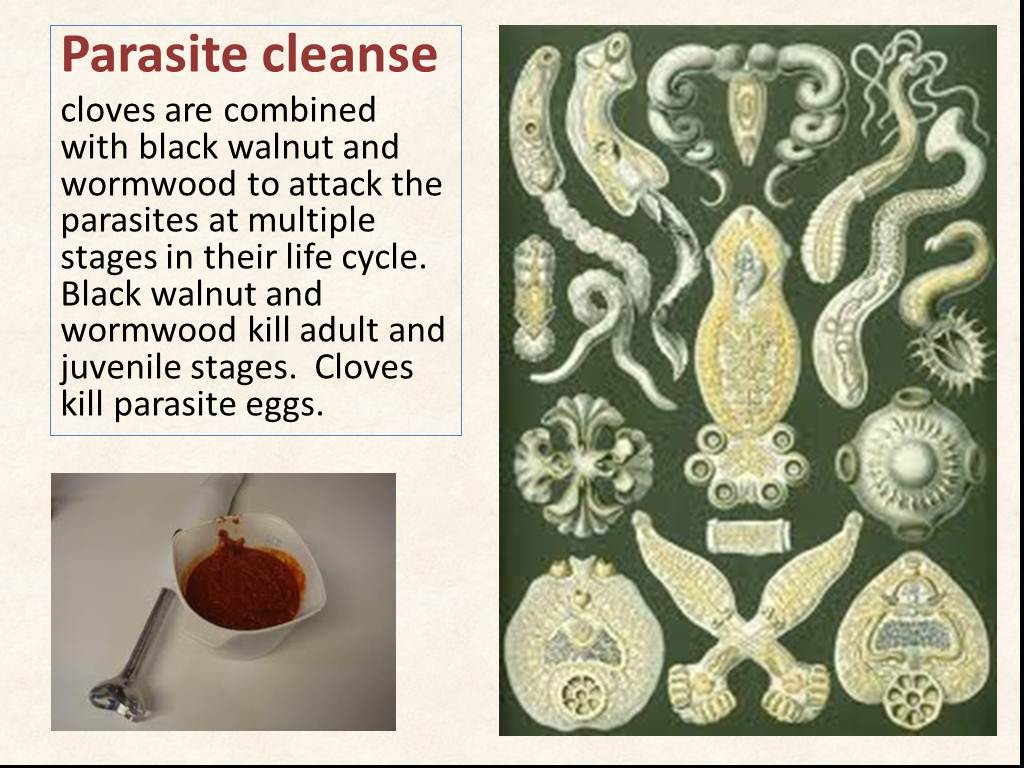 Parasite cleanse
cloves are combined
with black walnut and
wormwood to attack the
parasites at multiple
stages in their life cycle.
Black walnut and
wormwood kill adult and
juvenile stages.  Cloves
kill parasite eggs.